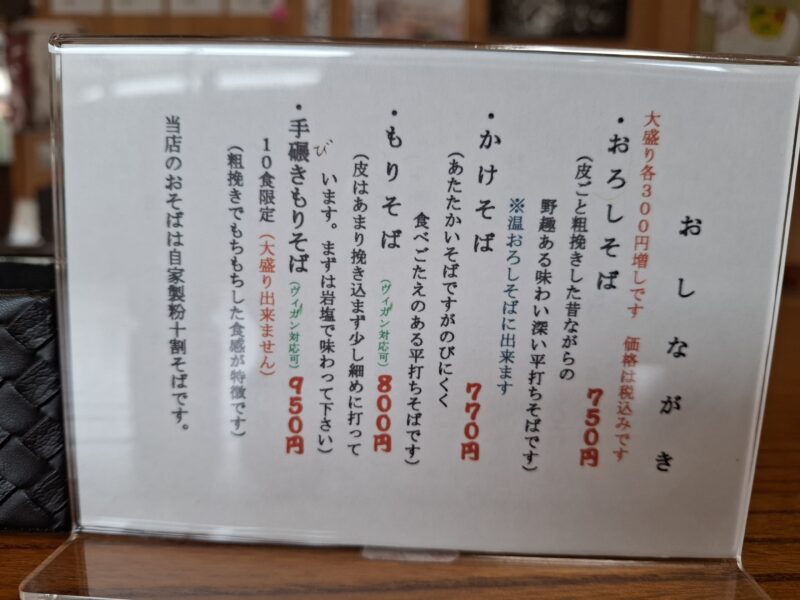 おしながき
大盛り各300円増しです　価格は税込みです
・おろしそば　750円
(皮ごと粗挽きした昔ながらの
野趣ある味わい深い平打ちそばです)
※温おろしそばに出来ます
・かけそば　770円
(あたたかいそばですがのびにくく
食べごたえのある平打ちそばです)
・もりそば　(ヴィガン対応可)　800円
(皮はあまり挽き込まず少し細めに打って
います。まずは岩塩で味わって下さい)
び
・手碾きもりそば　(ヴィガン対応可)　950円
10食限定　(大盛り出来ません)
(粗挽きでもちもちした食感が特徴です)
当店のおそばは自家製粉十割そばです。